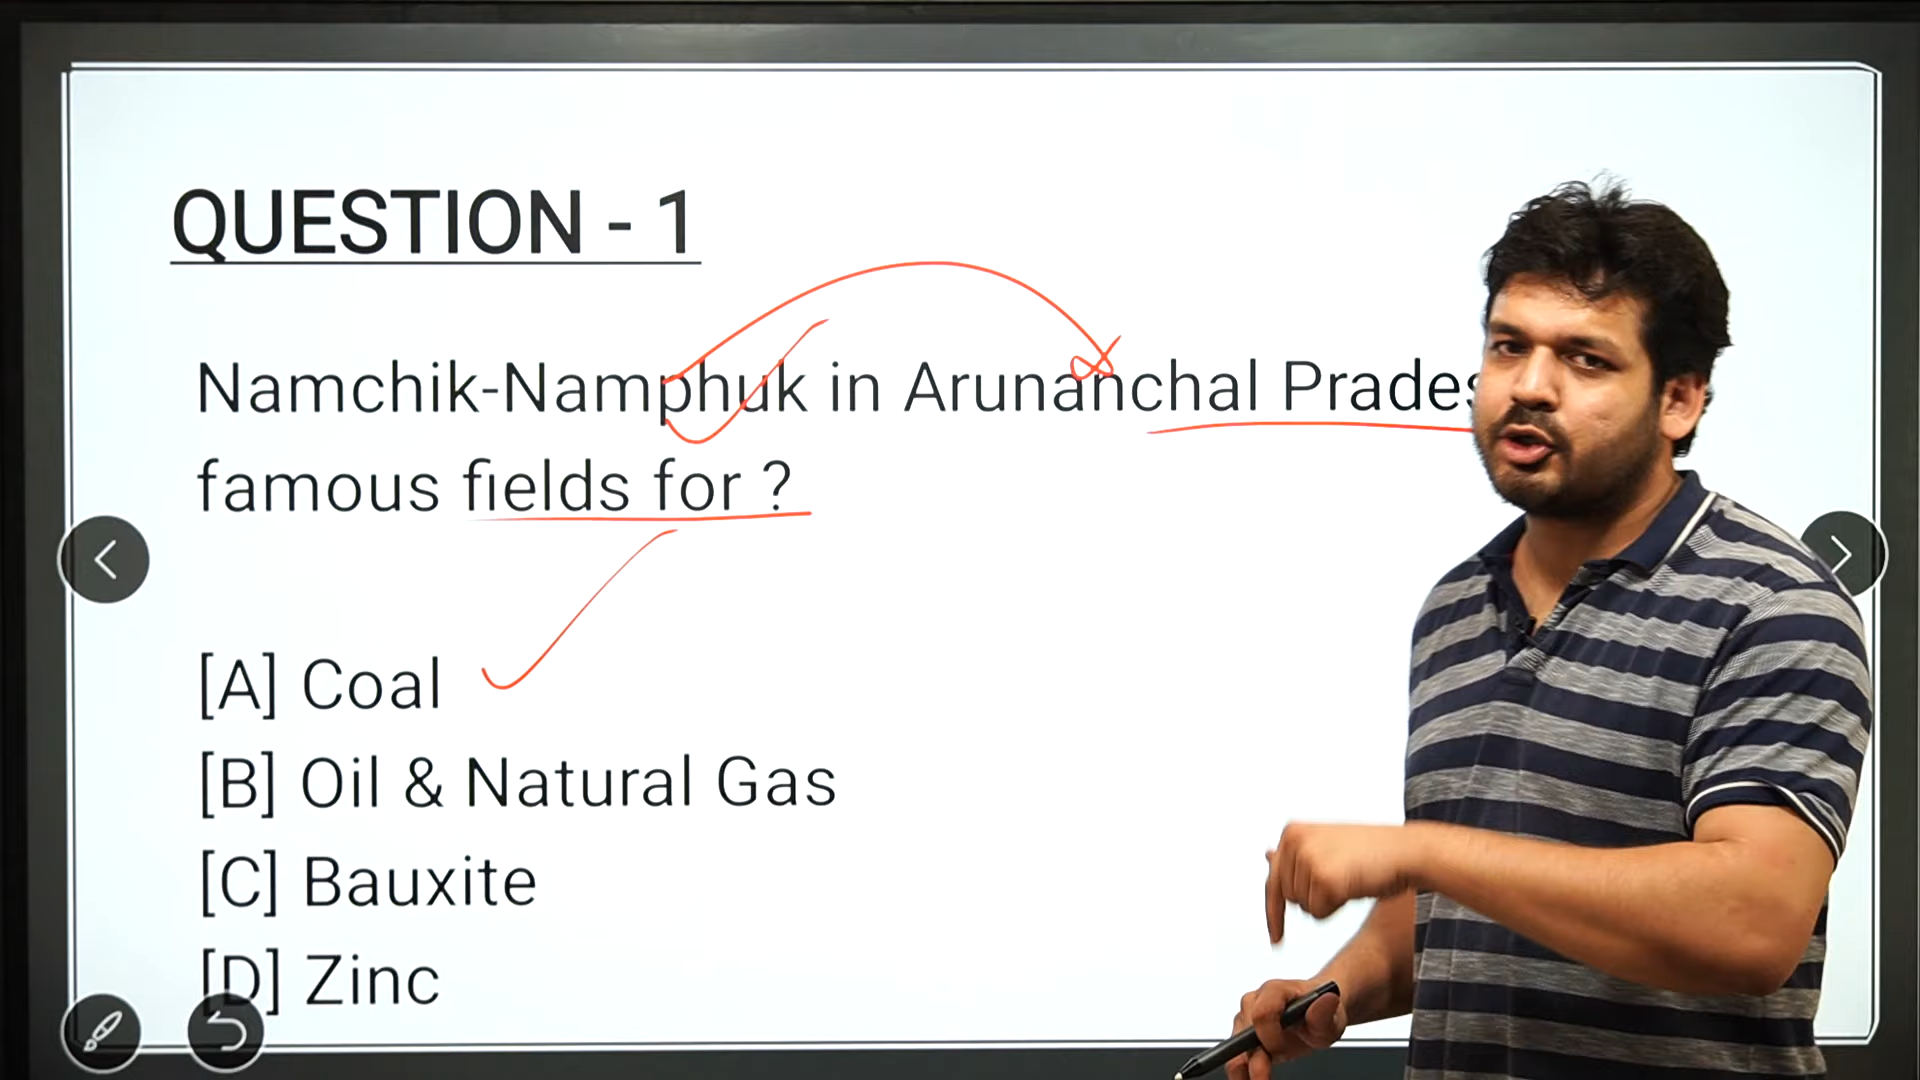 QUESTION - 1
Namchik-Namphuk in Arunanchal Prades
famous fields for ?
[A] Coal
[B] Oil & Natural Gas
[C] Bauxite
[D] Zinc